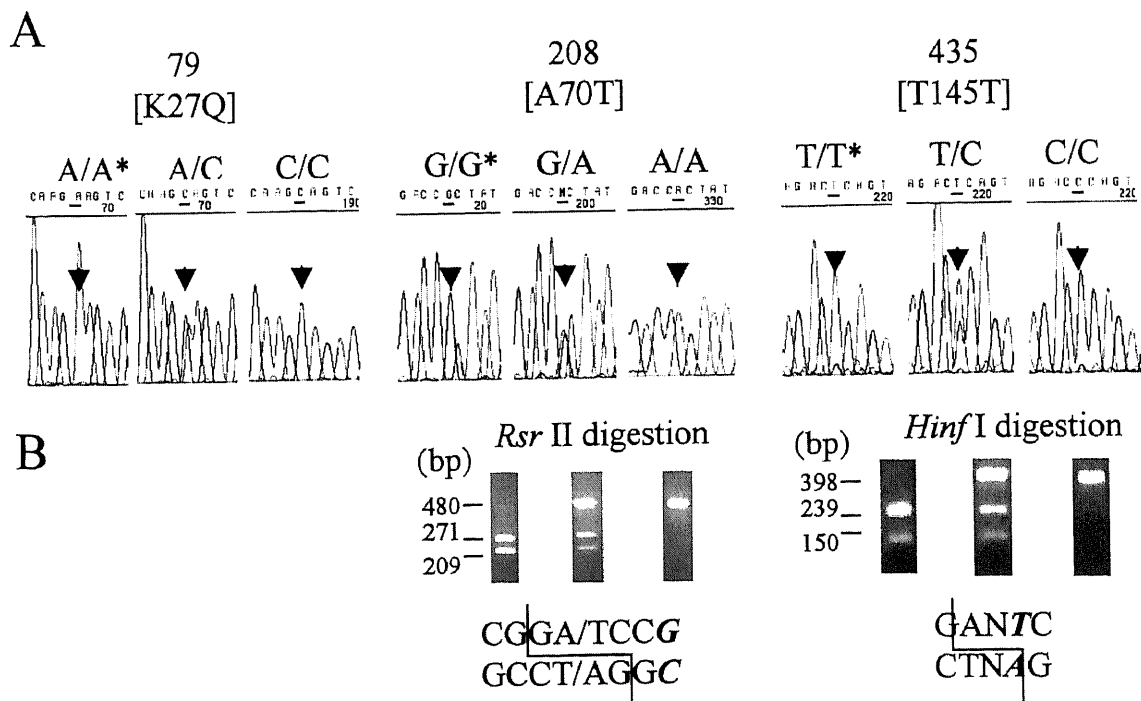 A
79 208 435
[K27Q] [A70T] [T145T]
A/A* A/C C/C G/G* G/A A/A T/T* T/C C/C
70 70 190 20 200 330 220 220 220
B
Rsr II digestion Hinf I digestion
(bp) (bp)
480 398
271 239
209 150
CGGA/TCCG GANTC
GCCT/AGGC CTNAG